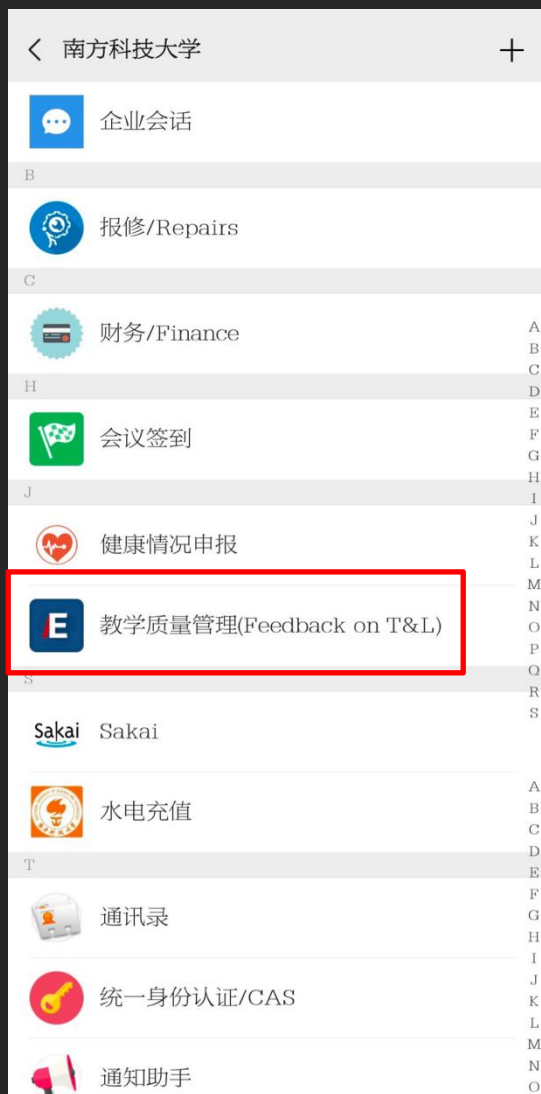 南方科技大学
企业会话
B
报修/Repairs
C
财务/Finance
H
会议签到
J
健康情况申报
E
教学质量管理(Feedback on T&L)
S
Sakai
Sakai
水电充值
T
通讯录
统一身份认证/CAS
通知助手
A
B
C
D
E
F
G
H
I
J
K
L
M
N
O
P
Q
R
S
A
B
C
D
E
F
G
H
I
J
K
L
M
N
O